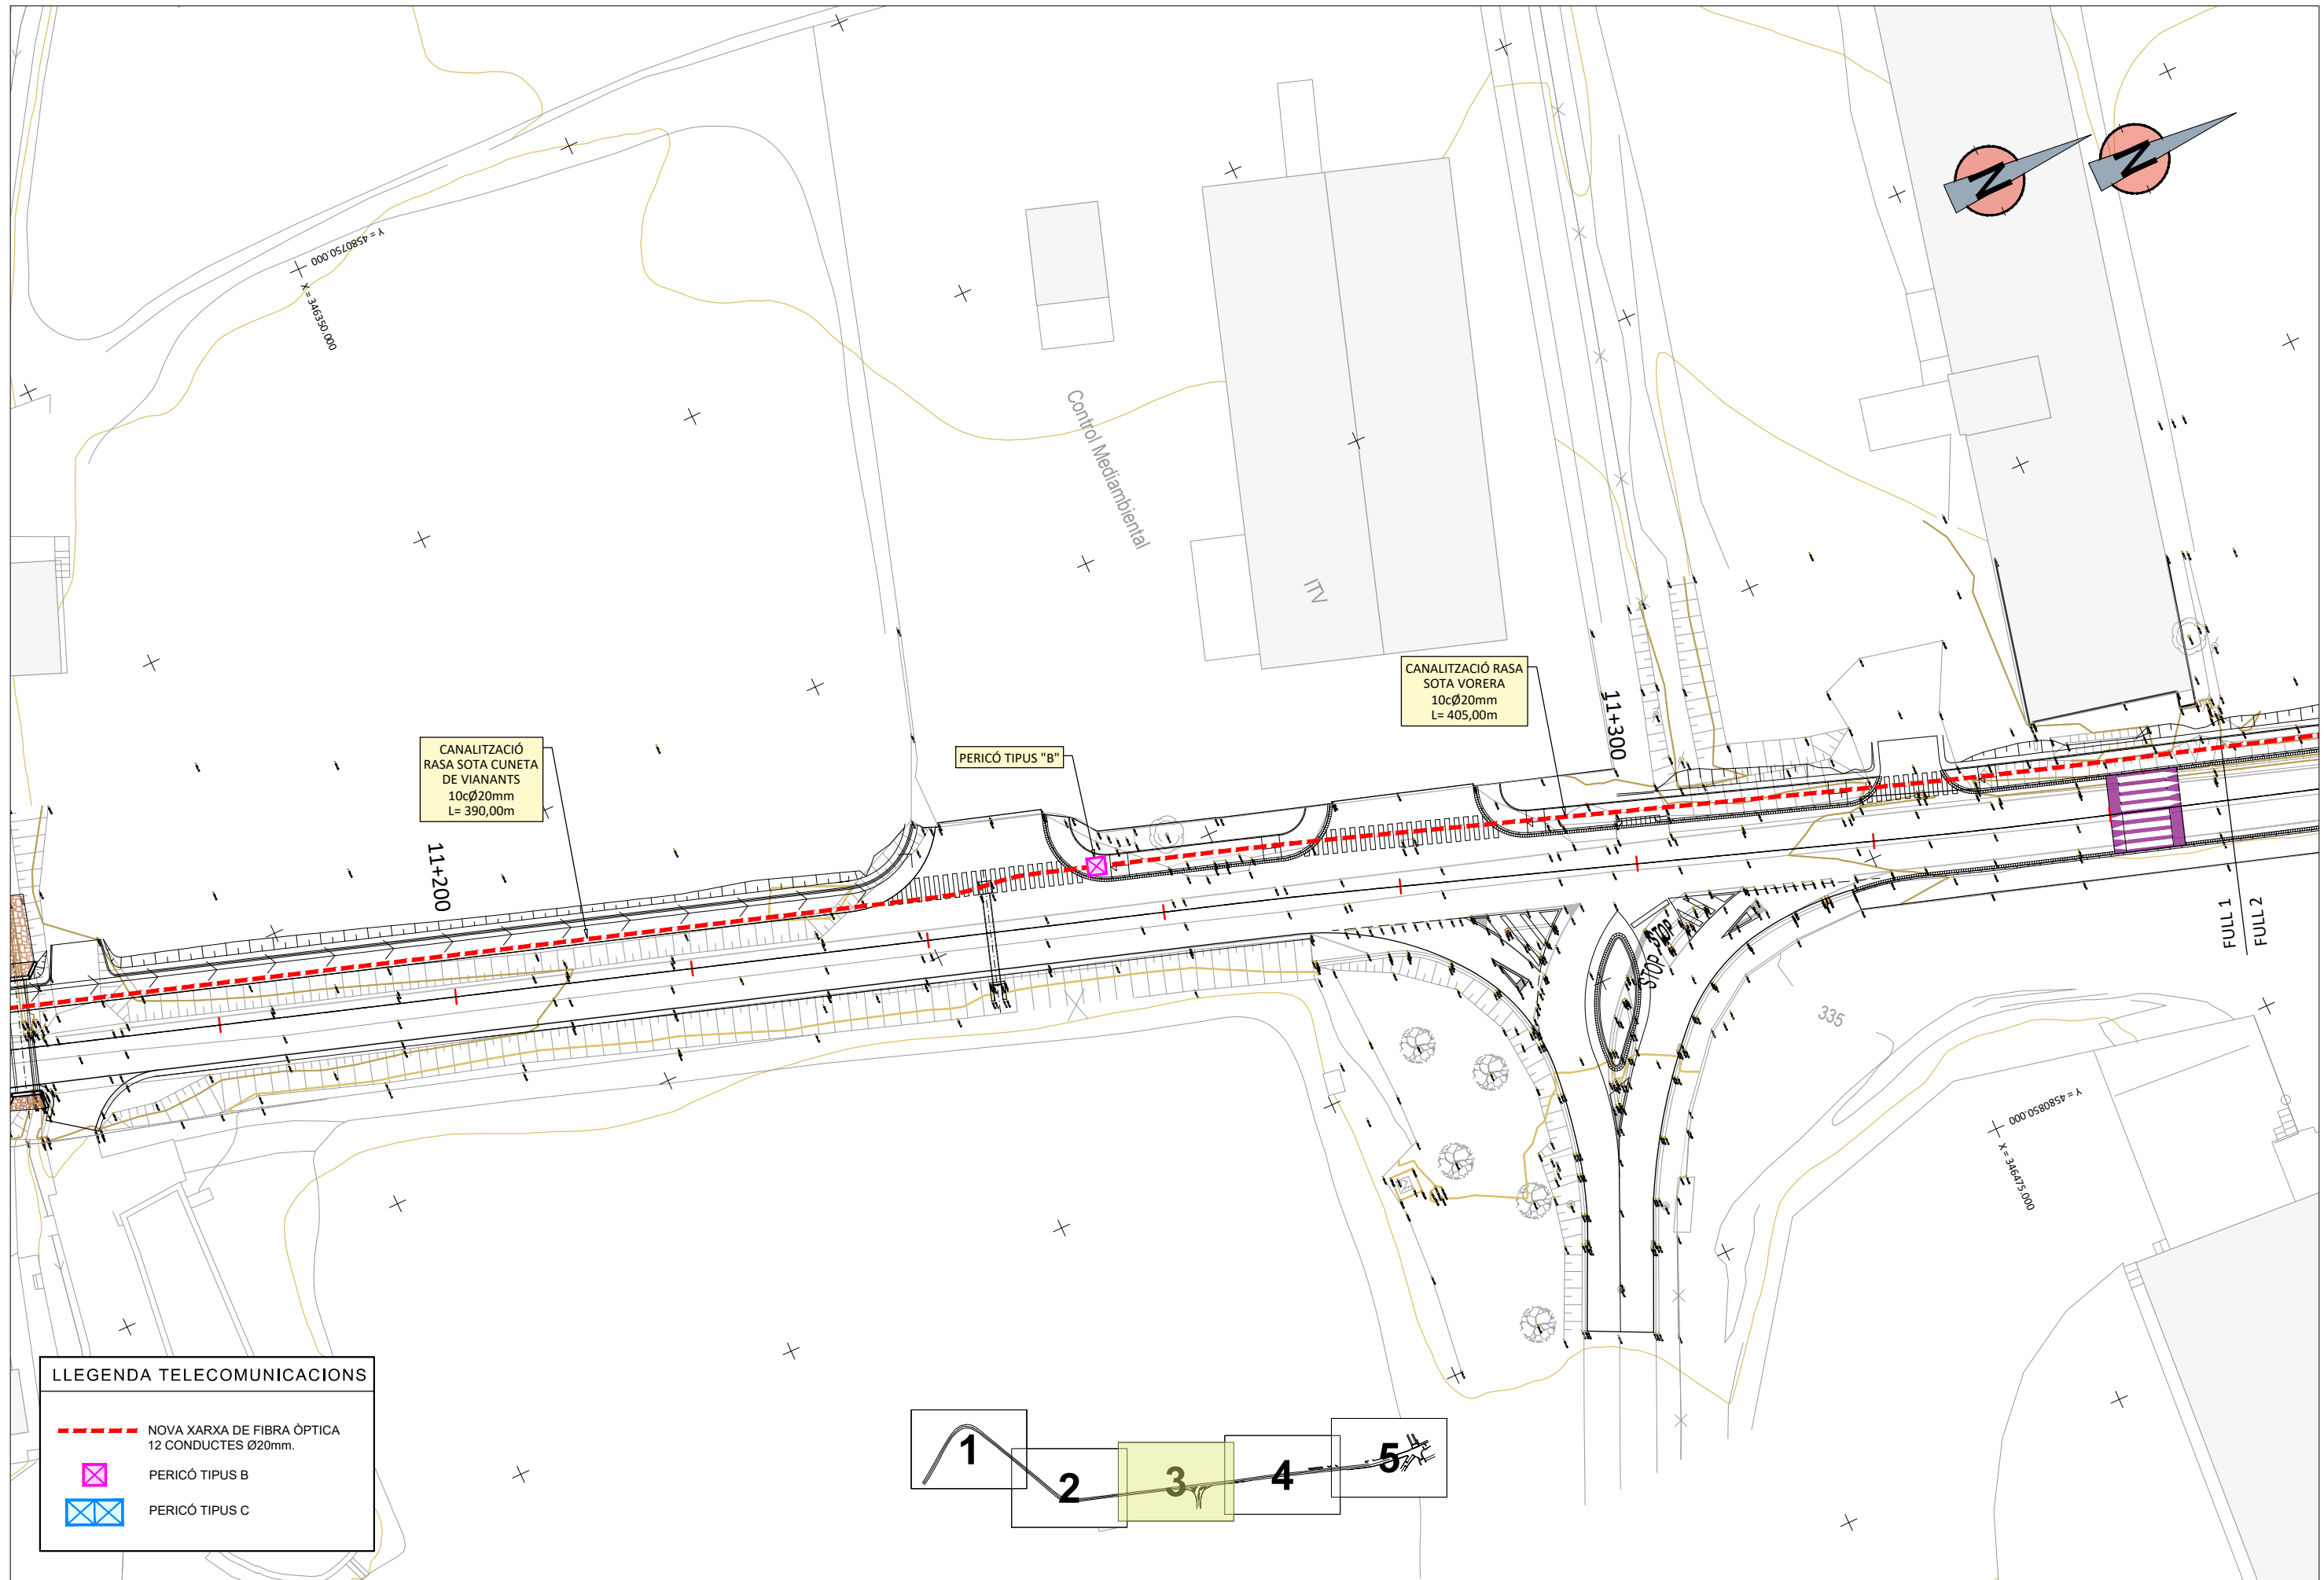 N
N
Y = 4580750.000
X = 346350.000
Control Mediambiental
ITV
CANALITZACIÓ RASA
SOTA VORERA
10cØ20mm
L= 405,00m
11+300
CANALITZACIÓ
RASA SOTA CUNETA
DE VIANANTS
10cØ20mm
L= 390,00m
PERICÓ TIPUS "B"
11+200
FULL 1
FULL 2
STOP
STOP
335
Y = 4580850.000
X = 346475.000
LLEGENDA TELECOMUNICACIONS
NOVA XARXA DE FIBRA ÒPTICA
12 CONDUCTES Ø20mm.
PERICÓ TIPUS B
PERICÓ TIPUS C
1
2
3
4
5